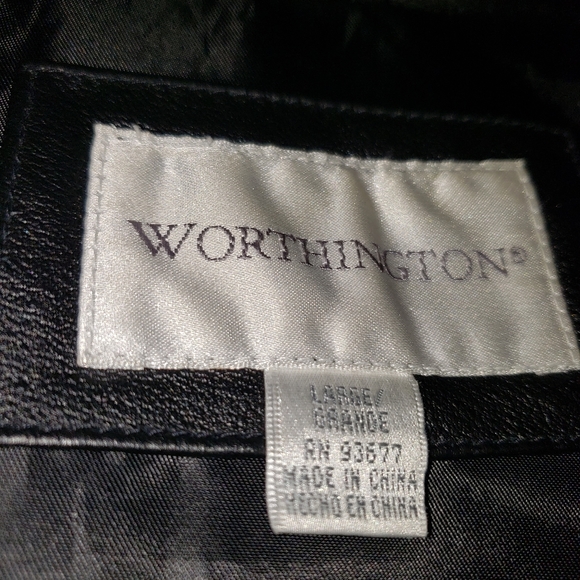 WORTHINGTON®
LARGE/
GRANDE
RN 93677
MADE IN CHINA
HECHO EN CHINA